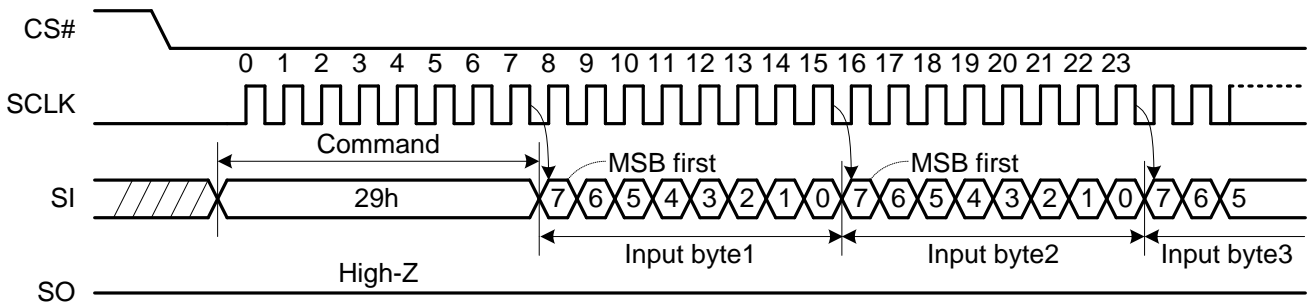 CS#
0 1 2 3 4 5 6 7 8 9 10 11 12 13 14 15 16 17 18 19 20 21 22 23
SCLK
Command
MSB first MSB first
SI 29h 7 6 5 4 3 2 1 0 7 6 5 4 3 2 1 0 7 6 5
Input byte1 Input byte2 Input byte3
High-Z
SO